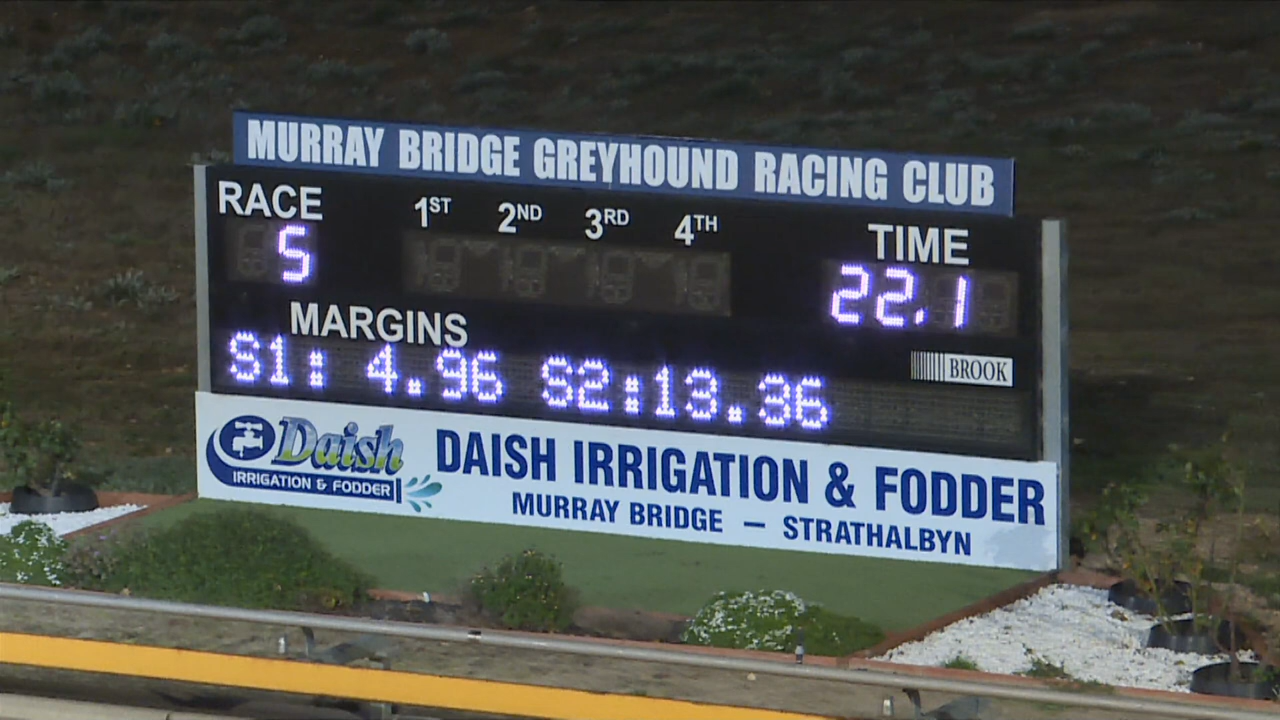 MURRAY BRIDGE GREYHOUND RACING CLUB
RACE 1ST 2ND 3RD 4TH TIME
5 22.1
MARGINS
S1: 4.96 S2:13.36
BROOK
Daish
IRRIGATION & FODDER
DAISH IRRIGATION & FODDER
MURRAY BRIDGE – STRATHALBYN